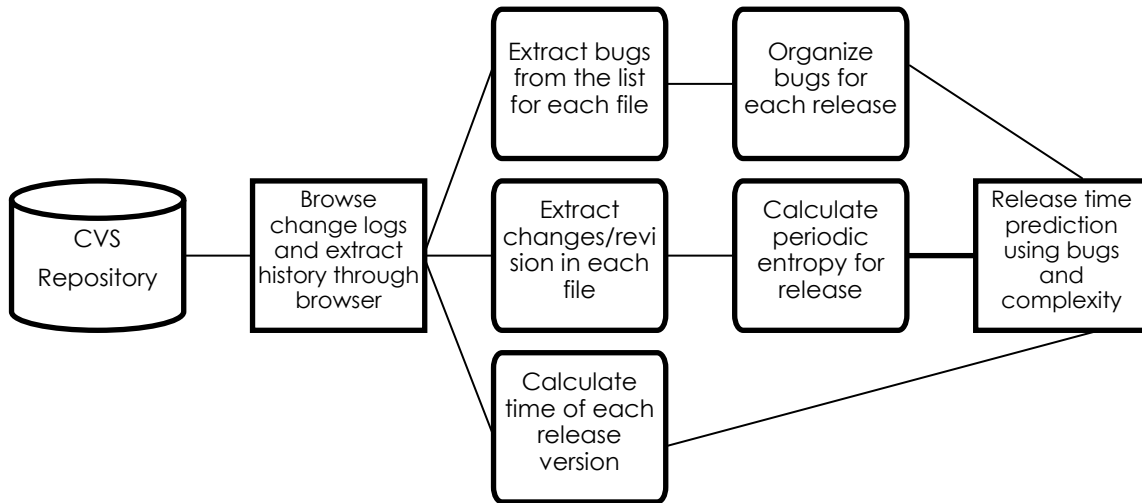 CVS
Repository
Browse
change logs
and extract
history through
browser
Extract bugs
from the list
for each file
Organize
bugs for
each release
Extract
changes/revi
sion in each
file
Calculate
periodic
entropy for
release
Calculate
time of each
release
version
Release time
prediction
using bugs
and
complexity